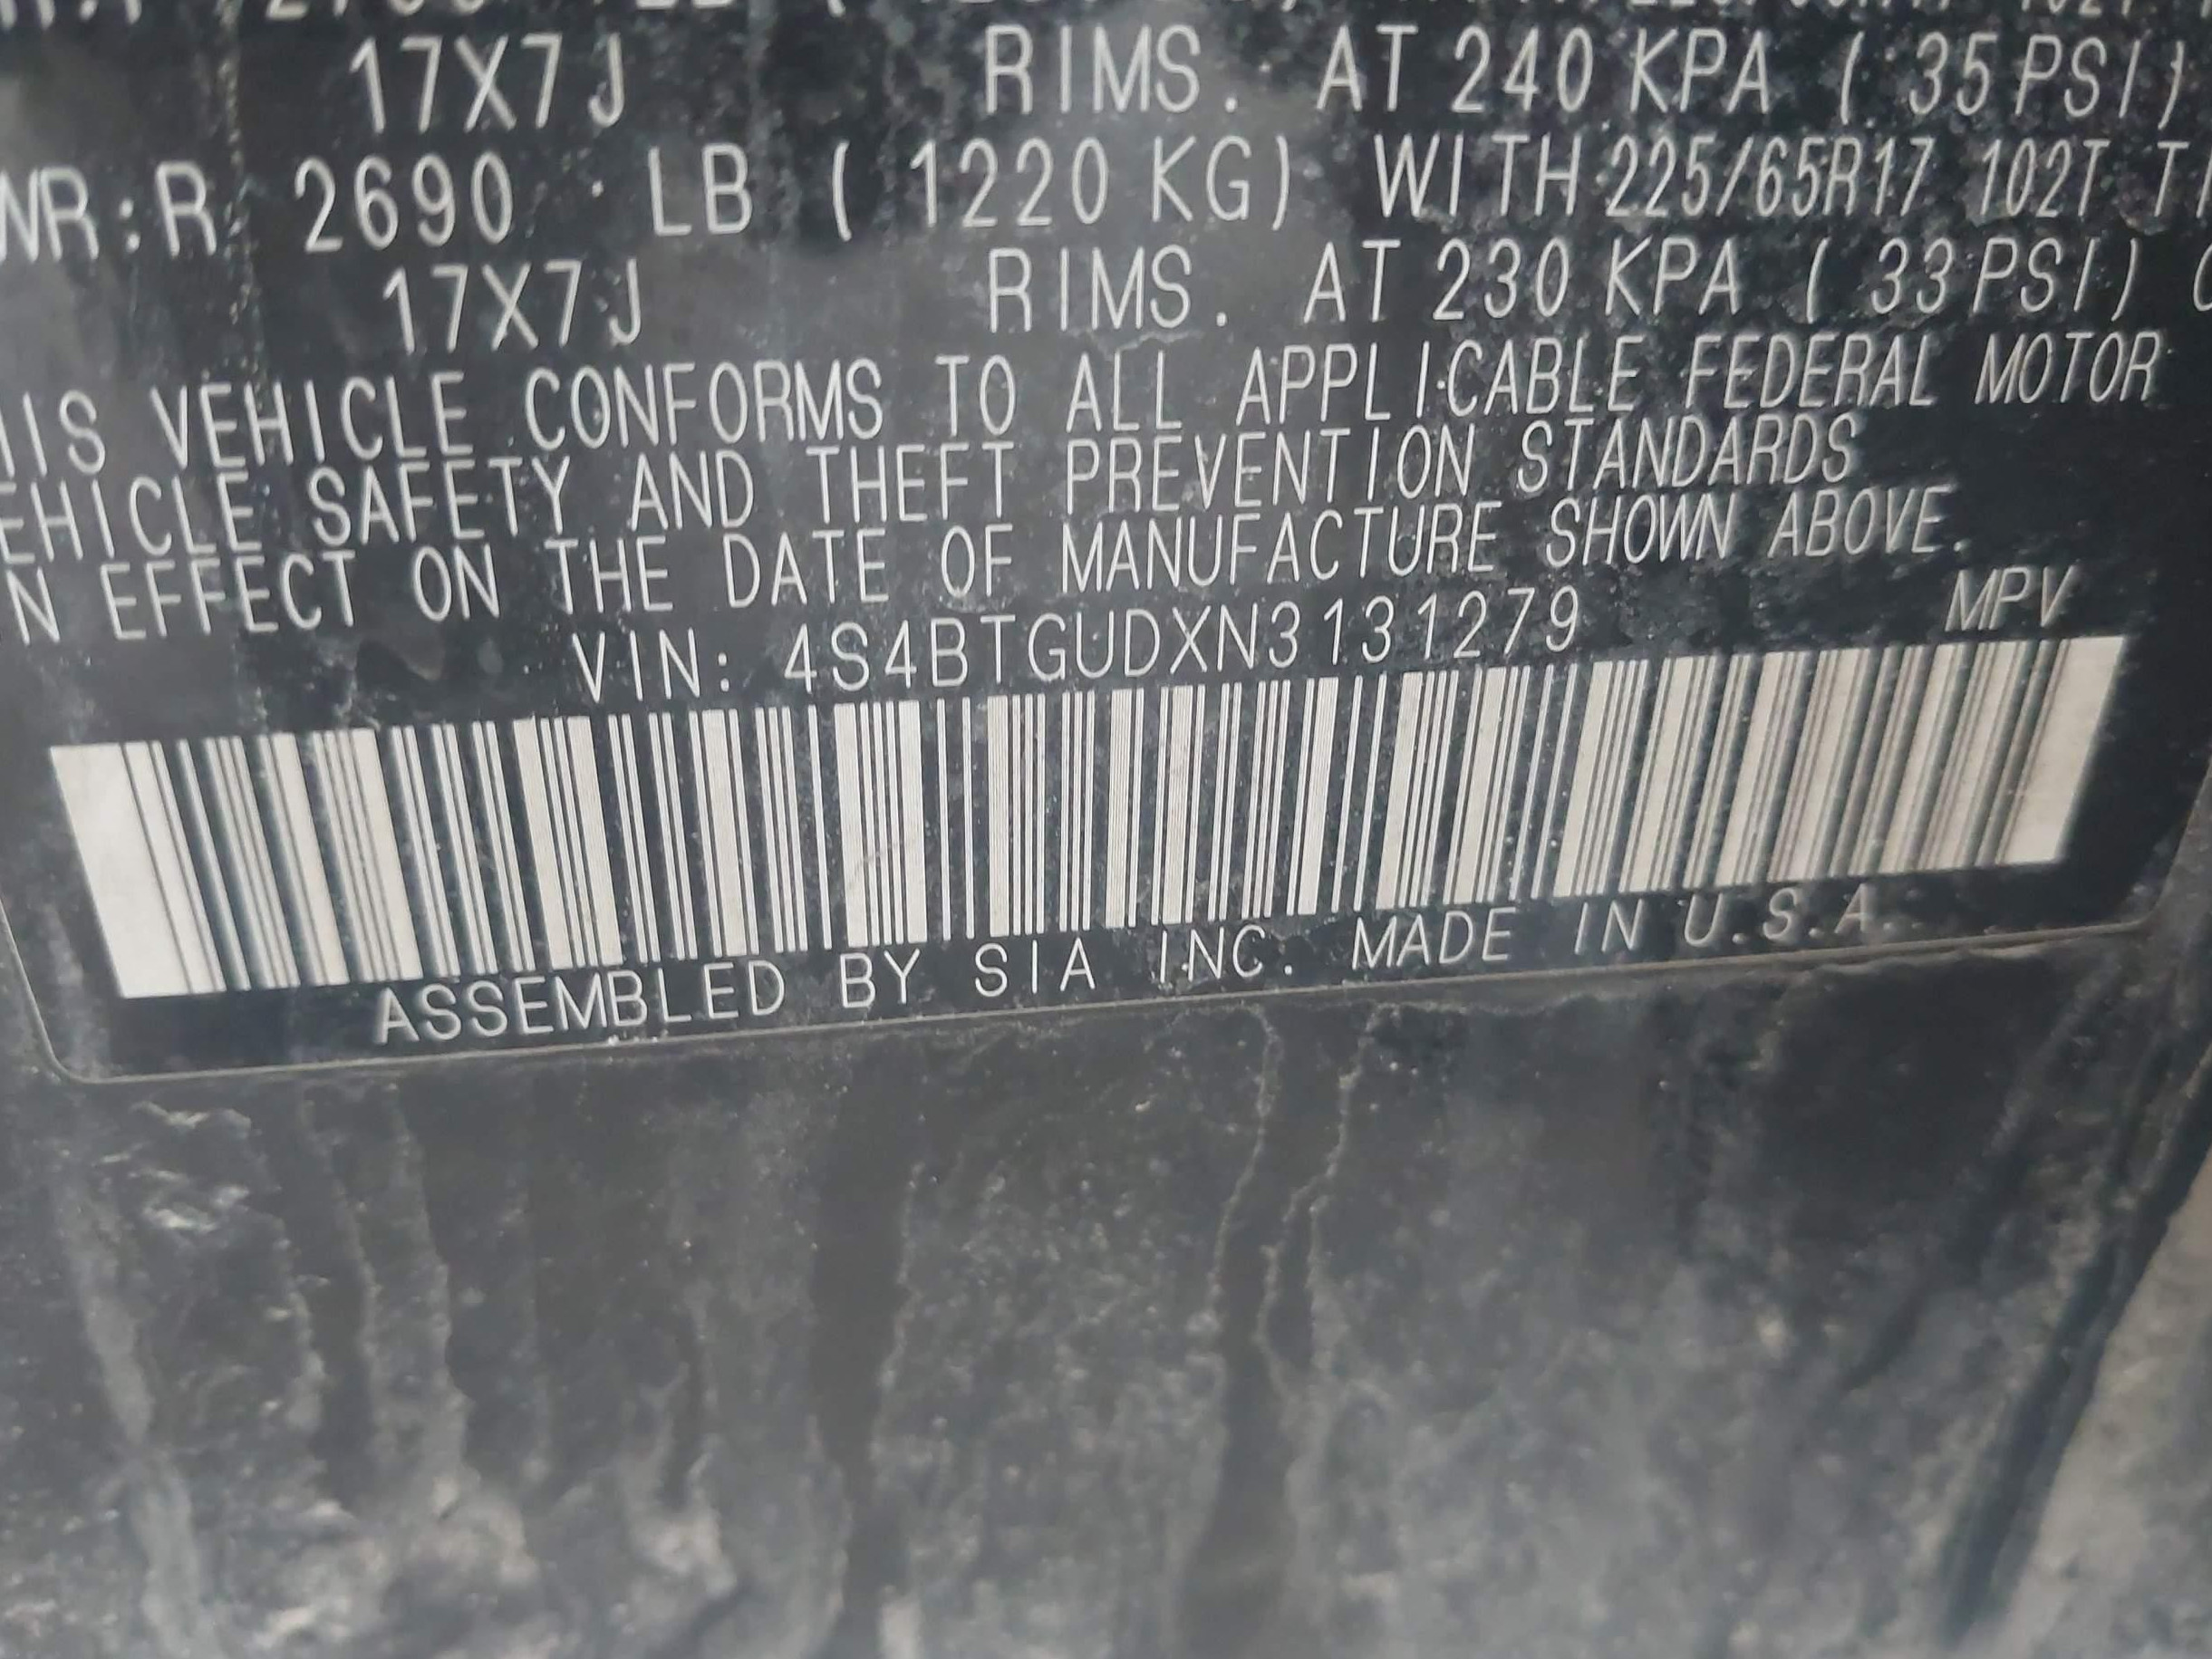 17X7J RIMS. AT 240 KPA ( 35 PSI)
WR:R 2690 LB ( 1220 KG) WITH 225/65R17 102T
17X7J RIMS. AT 230 KPA ( 33 PSI)
HIS VEHICLE CONFORMS TO ALL APPLICABLE FEDERAL MOTOR
EHICLE SAFETY AND THEFT PREVENTION STANDARDS
N EFFECT ON THE DATE OF MANUFACTURE SHOWN ABOVE.
VIN: 4S4BTGUDXN3131279 MPV
ASSEMBLED BY SIA INC. MADE IN U.S.A.